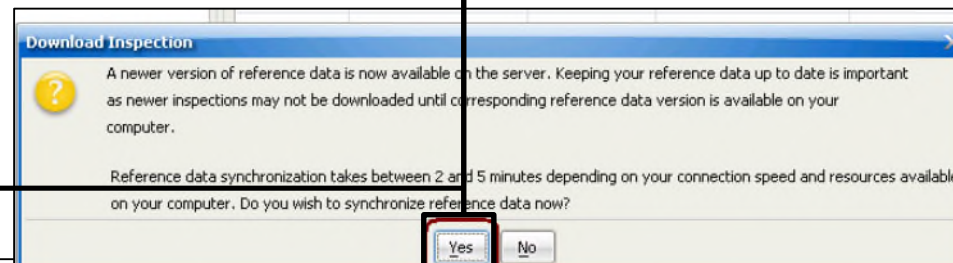 Download Inspection
A newer version of reference data is now available on the server. Keeping your reference data up to date is important
as newer inspections may not be downloaded until corresponding reference data version is available on your
computer.
Reference data synchronization takes between 2 and 5 minutes depending on your connection speed and resources available
on your computer. Do you wish to synchronize reference data now?
Yes No